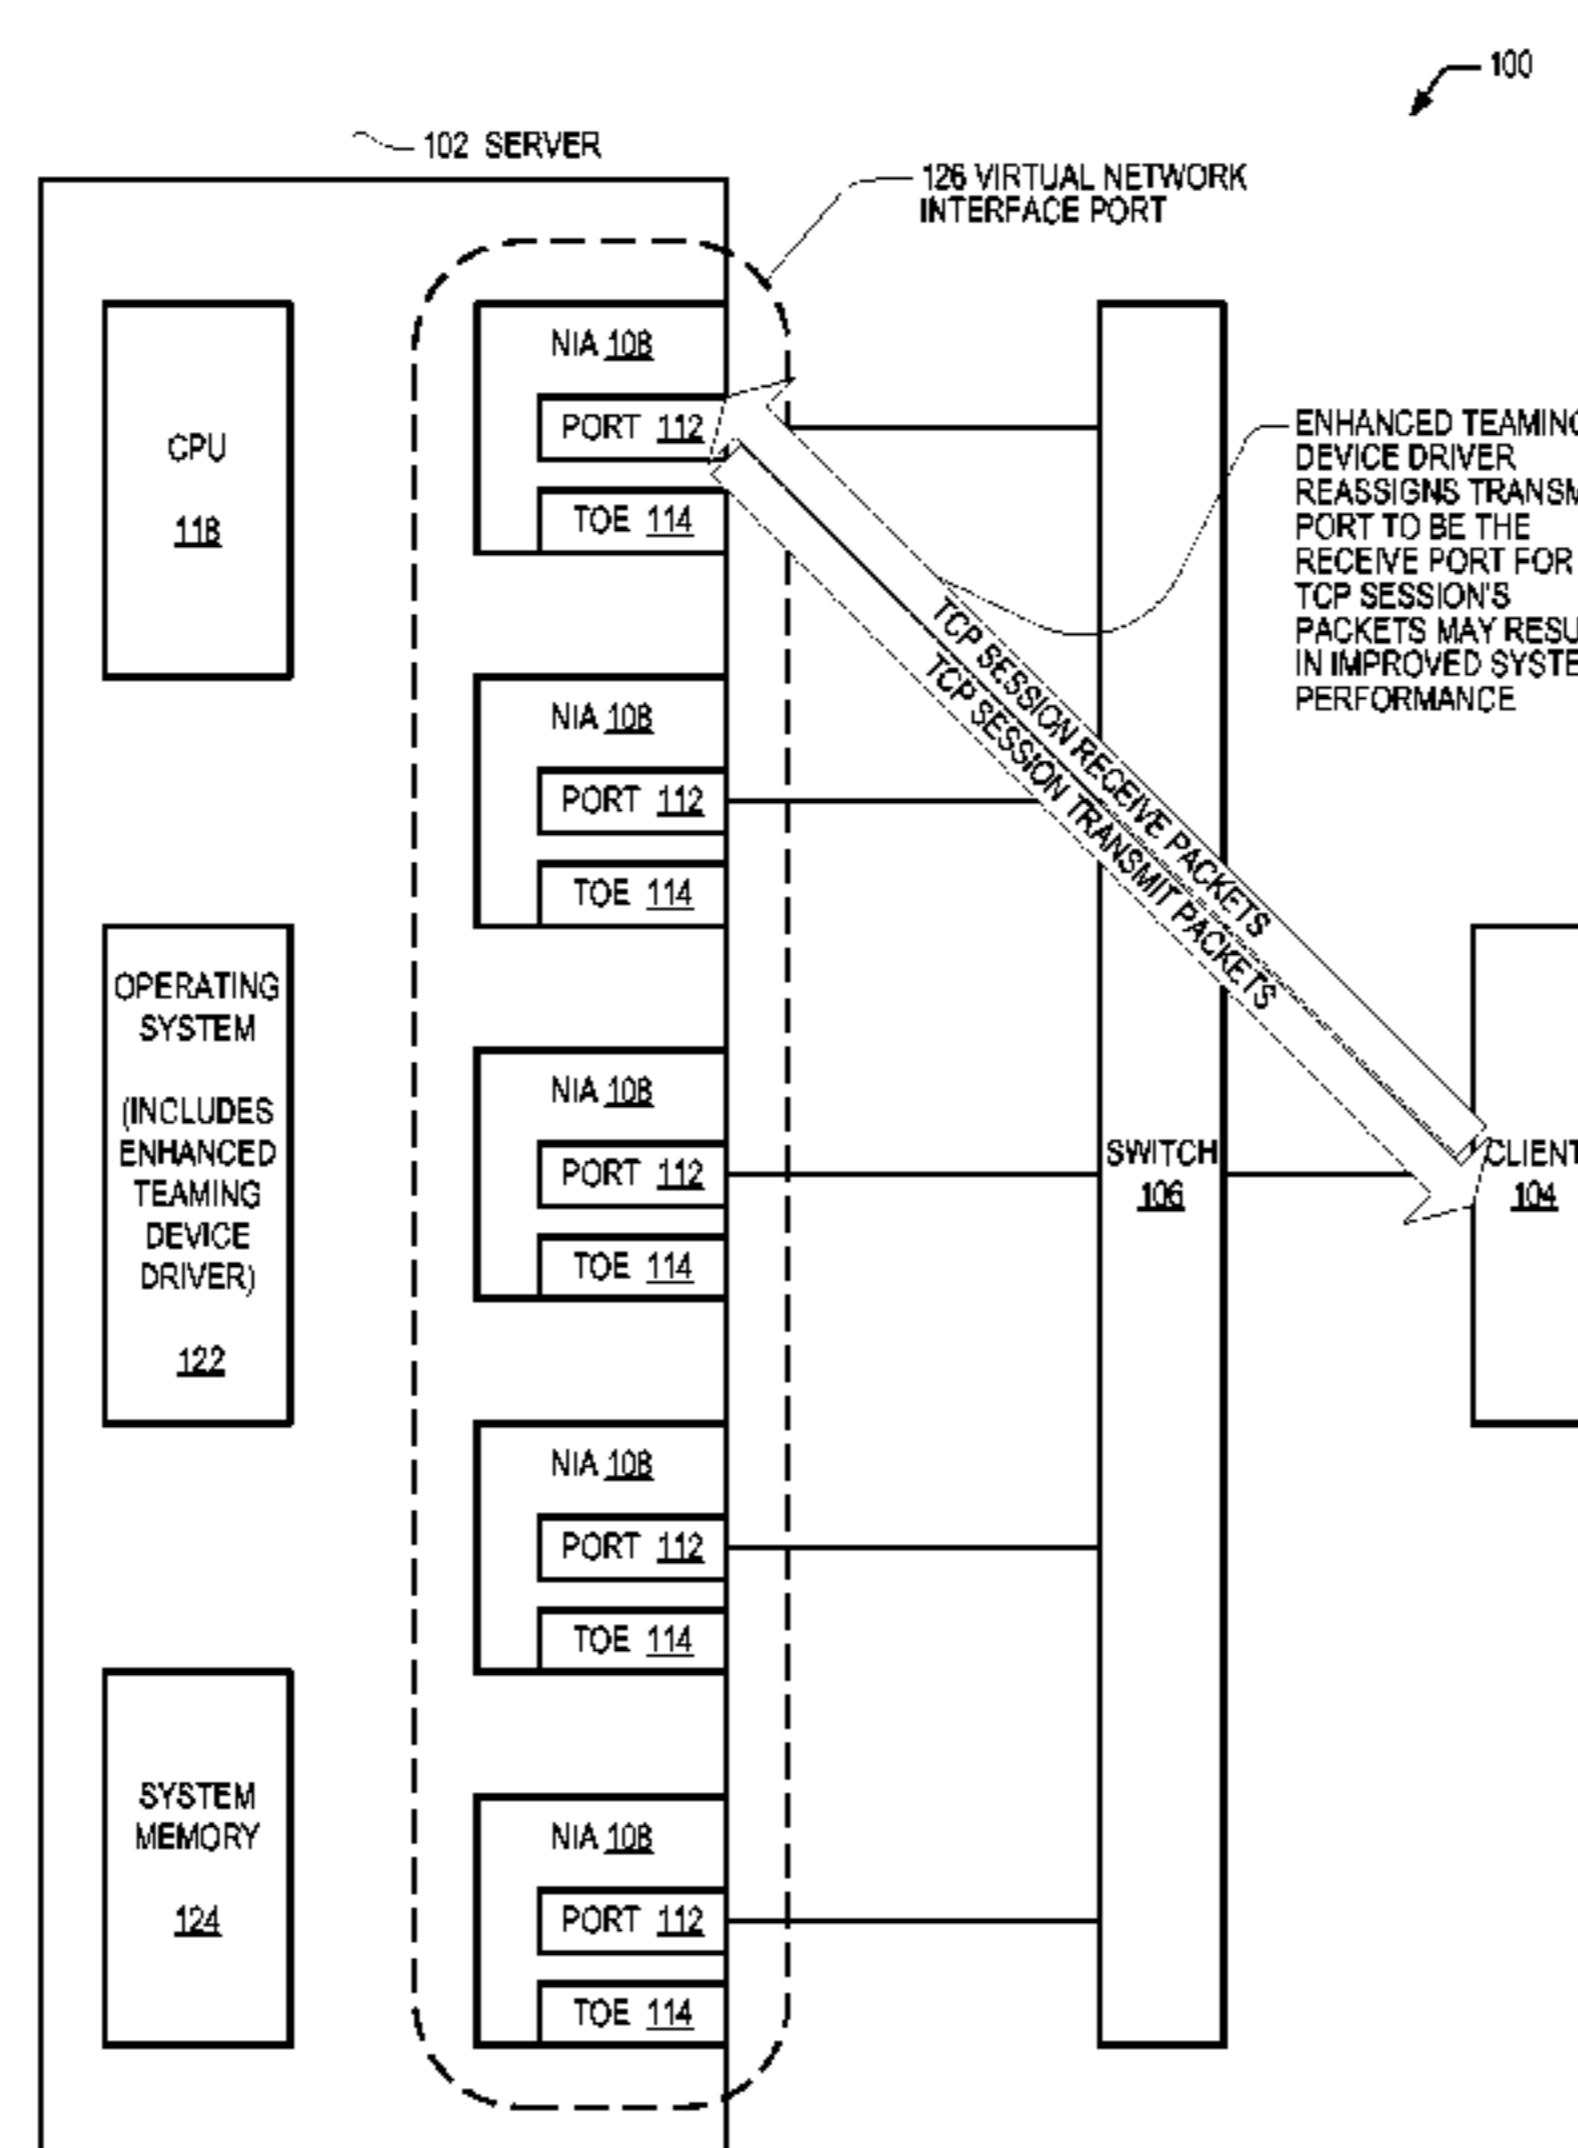 100
102 SERVER
126 VIRTUAL NETWORK
INTERFACE PORT
CPU
118
OPERATING
SYSTEM
(INCLUDES
ENHANCED
TEAMING
DEVICE
DRIVER)
122
SYSTEM
MEMORY
124
NIA 108
PORT 112
TOE 114
NIA 108
PORT 112
TOE 114
NIA 108
PORT 112
TOE 114
NIA 108
PORT 112
TOE 114
NIA 108
PORT 112
TOE 114
TCP SESSION RECEIVE PACKETS
TCP SESSION TRANSMIT PACKETS
SWITCH
106
ENHANCED TEAMING
DEVICE DRIVER
REASSIGNS TRANSM
PORT TO BE THE
RECEIVE PORT FOR
TCP SESSION'S
PACKETS MAY RESU
IN IMPROVED SYSTE
PERFORMANCE
CLIENT
104